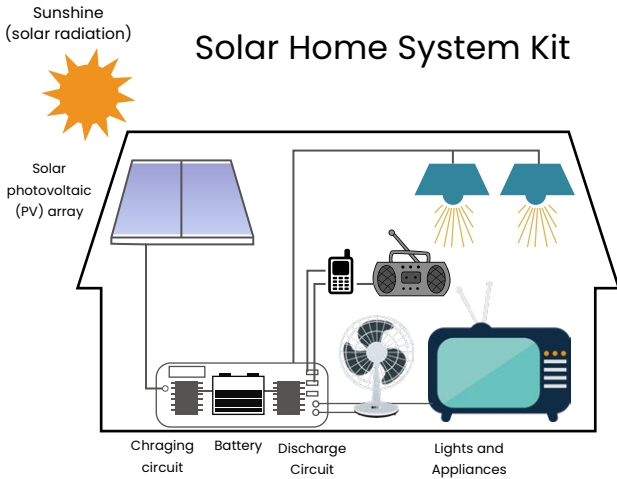 Sunshine
(solar radiation)
Solar Home System Kit
Solar
photovoltaic
(PV) array
Chraging
circuit
Battery
Discharge
Circuit
Lights and
Appliances